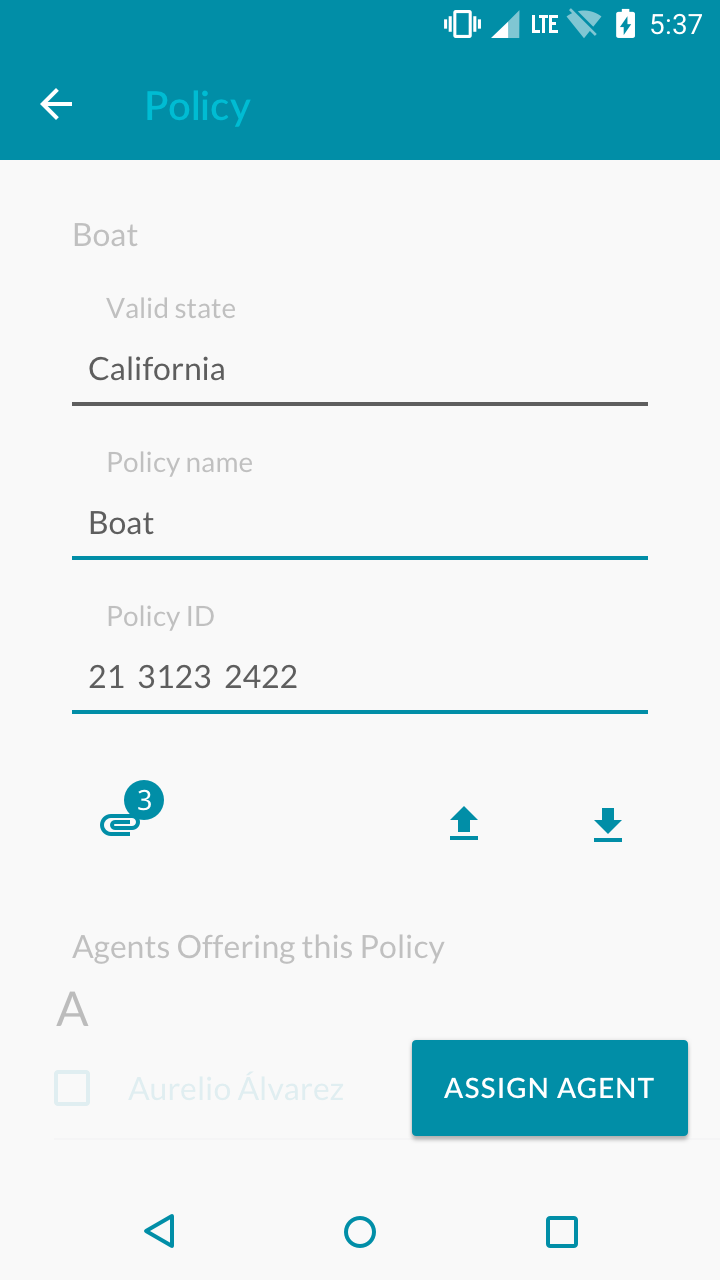 LTE 5:37
Policy
Boat
Valid state
California
Policy name
Boat
Policy ID
21 3123 2422
3
Agents Offering this Policy
A
Aurelio Álvarez
ASSIGN AGENT